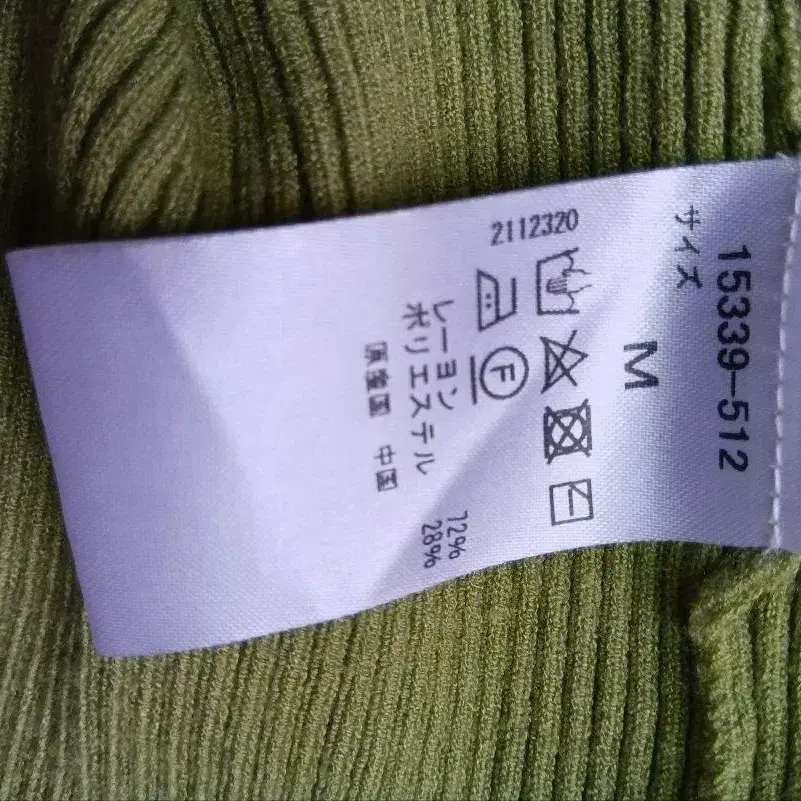 15339-512
サイズ
M
2112320
F
レーヨン 72%
ポリエステル 28%
原産国 中国